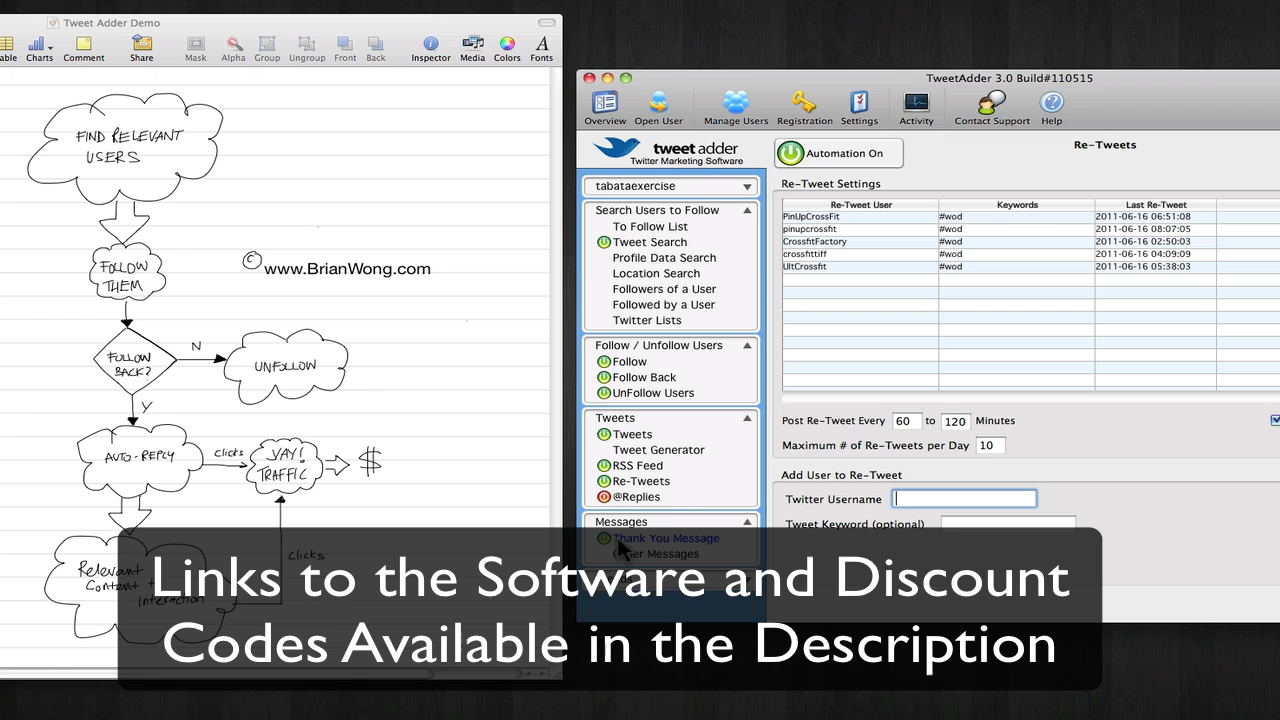 Tweet Adder Demo
Charts
Comment
Share
Mask
Alpha
Group
Ungroup
Front
Back
Inspector
Media
Colors
Fonts
FIND RELEVANT
USERS
FOLLOW
THEM
© www.BrianWong.com
FOLLOW
BACK?
N
UNFOLLOW
Y
AUTO-REPLY
clicks
YAY!
TRAFFIC
$
Clicks
Relevant
Content +
Interaction
TweetAdder 3.0 Build#110515
Overview
Open User
Manage Users
Registration
Settings
Activity
Contact Support
Help
tweet adder
Twitter Marketing Software
tabataexercise
Search Users to Follow
To Follow List
Tweet Search
Profile Data Search
Location Search
Followers of a User
Followed by a User
Twitter Lists
Follow / Unfollow Users
Follow
Follow Back
UnFollow Users
Tweets
Tweets
Tweet Generator
RSS Feed
Re-Tweets
@Replies
Messages
Thank You Message
Messages
Automation On
Re-Tweets
Re-Tweet Settings
Re-Tweet User Keywords Last Re-Tweet
PinUpCrossFit #wod 2011-06-16 06:51:08
pinupcrossfit #wod 2011-06-16 08:07:05
CrossfitFactory #wod 2011-06-16 02:50:03
crossfittiff #wod 2011-06-16 04:09:09
UltCrossfit #wod 2011-06-16 05:38:03
Post Re-Tweet Every 60 to 120 Minutes
Maximum # of Re-Tweets per Day 10
Add User to Re-Tweet
Twitter Username
Tweet Keyword (optional)
Links to the Software and Discount
Codes Available in the Description